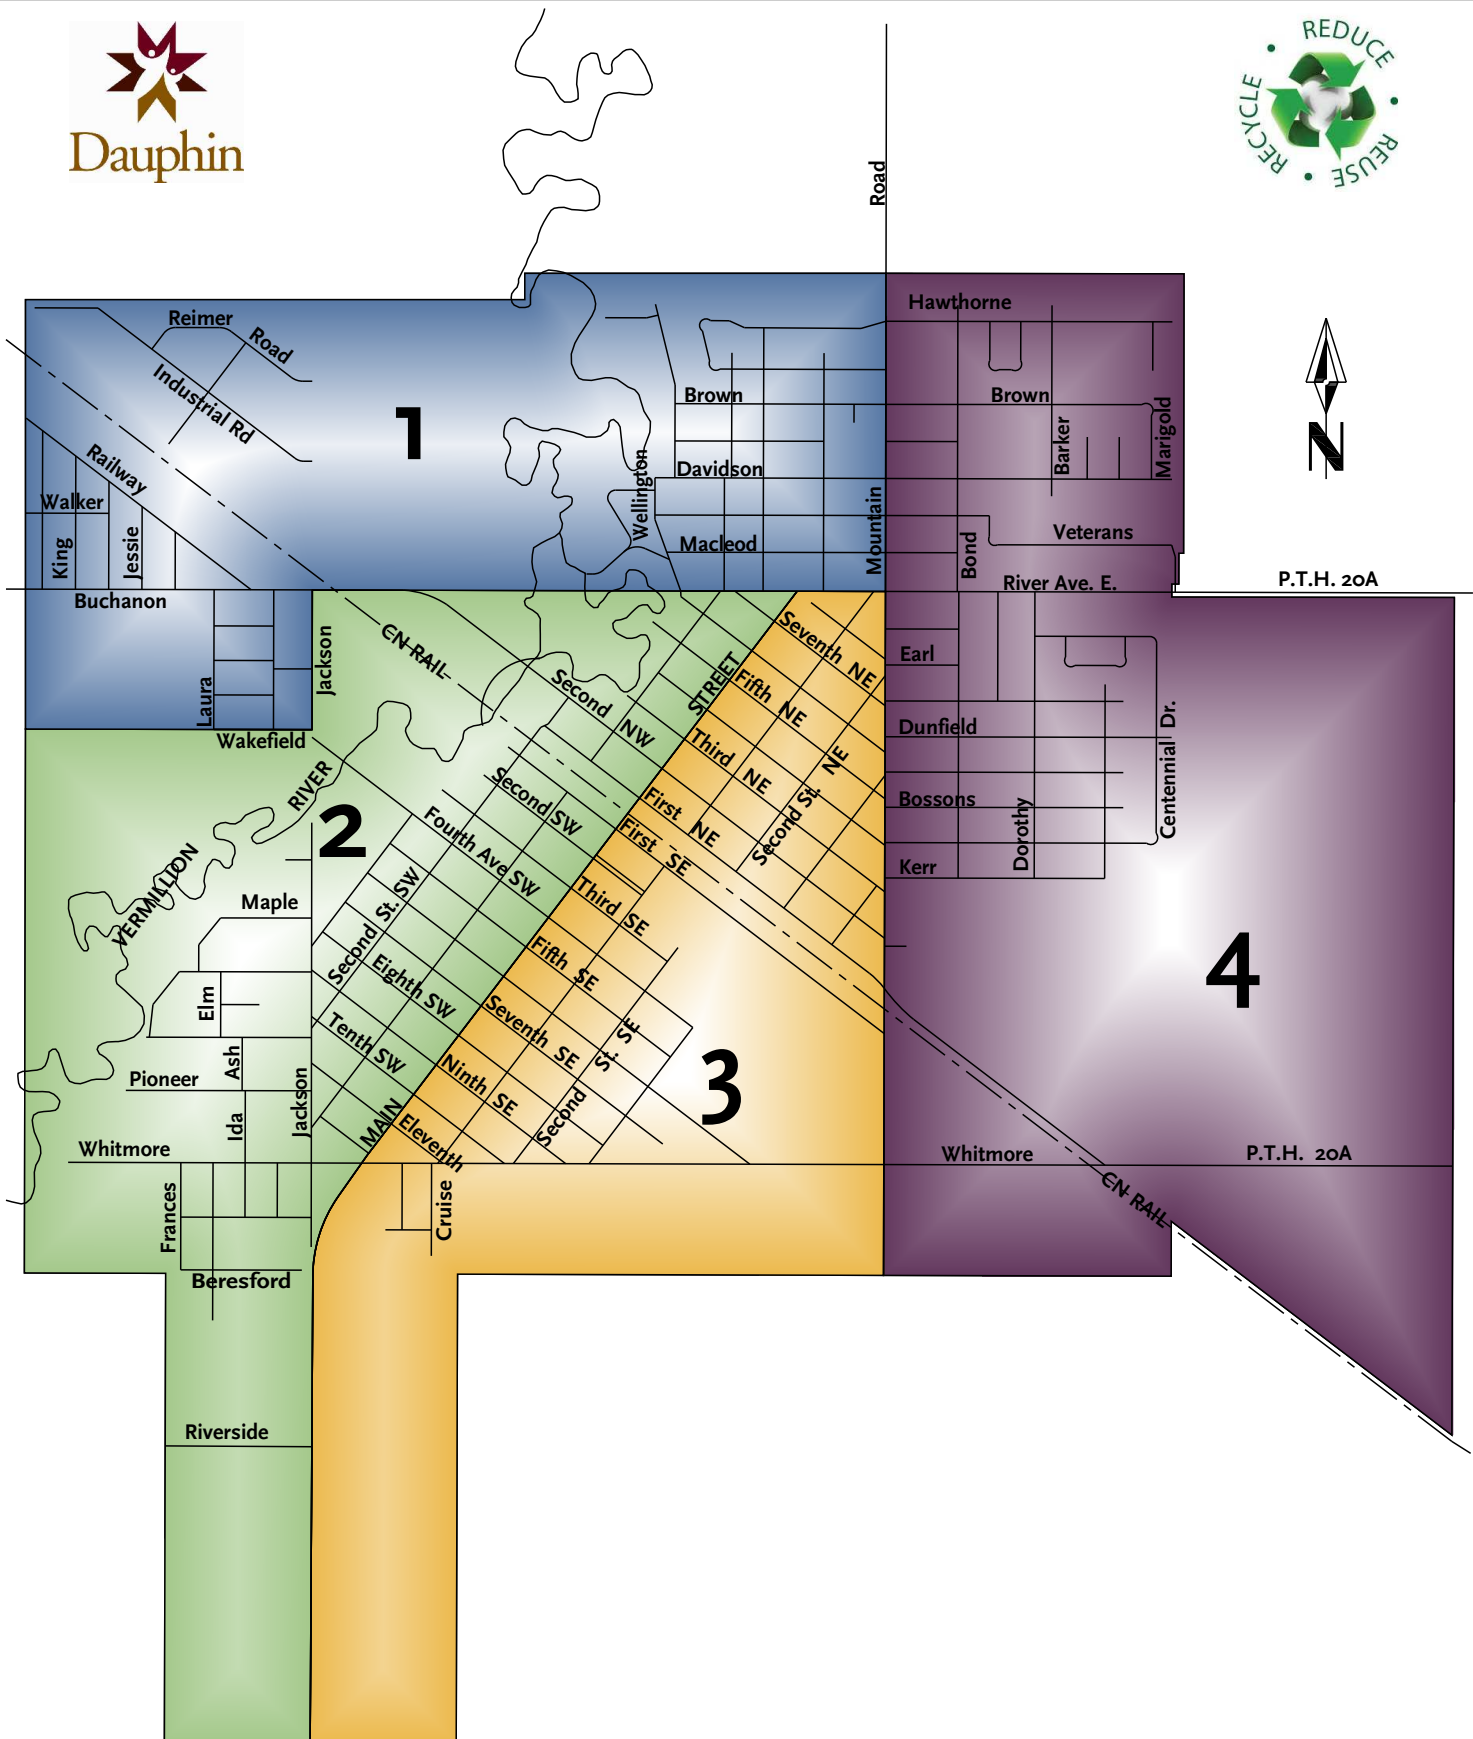 Dauphin
REDUCE
REUSE
RECYCLE
Road
Reimer
Road
Industrial Rd
Railway
Walker
King
Jessie
Buchanon
Laura
Jackson
Wakefield
1
Brown
Davidson
Wellington
Macleod
Mountain
Hawthorne
Brown
Barker
Marigold
Veterans
Bond
River Ave. E.
P.T.H. 20A
N
CN RAIL
Second NW
STREET
Seventh NE
Fifth NE
Third NE
Second St. NE
First NE
First SE
Earl
Dunfield
Bossons
Dorothy
Kerr
Centennial Dr.
RIVER
VERMILLION
2
Second SW
Fourth Ave SW
Second St. SW
Eighth SW
Tenth SW
Maple
Elm
Ash
Pioneer
Ida
Jackson
Whitmore
MAIN
Third SE
Fifth SE
Seventh SE
Second St. SE
Ninth SE
Eleventh
3
4
Whitmore
P.T.H. 20A
CN RAIL
Frances
Cruise
Beresford
Riverside